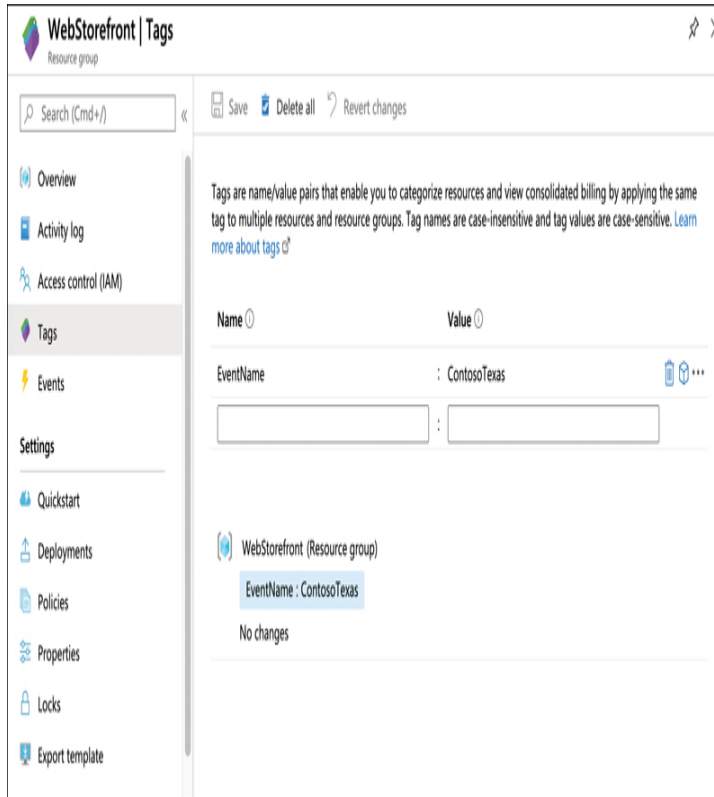 WebStorefront | Tags
Resource group
Search (Cmd+/)
«
Overview
Activity log
Access control (IAM)
Tags
Events
Settings
Quickstart
Deployments
Policies
Properties
Locks
Export template
Save Delete all Revert changes
Tags are name/value pairs that enable you to categorize resources and view consolidated billing by applying the same
tag to multiple resources and resource groups. Tag names are case-insensitive and tag values are case-sensitive. Learn
more about tags
Name Value
EventName : ContosoTexas
:
WebStorefront (Resource group)
EventName : ContosoTexas
No changes